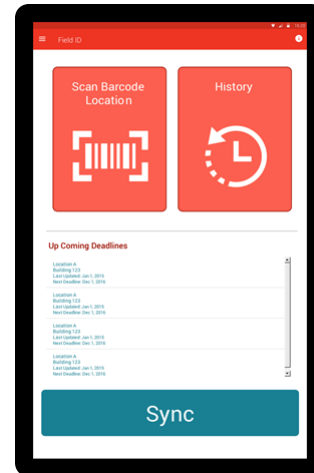 Field ID
Scan Barcode
Location
History
Up Coming Deadlines
Location A
Building 123
Last Updated: Jan 1, 2015
Next Deadline: Dec 1, 2016
Location A
Building 123
Last Updated: Jan 1, 2015
Next Deadline: Dec 1, 2016
Location A
Building 123
Last Updated: Jan 1, 2015
Next Deadline: Dec 1, 2016
Location A
Building 123
Last Updated: Jan 1, 2015
Next Deadline: Dec 1, 2016
Sync